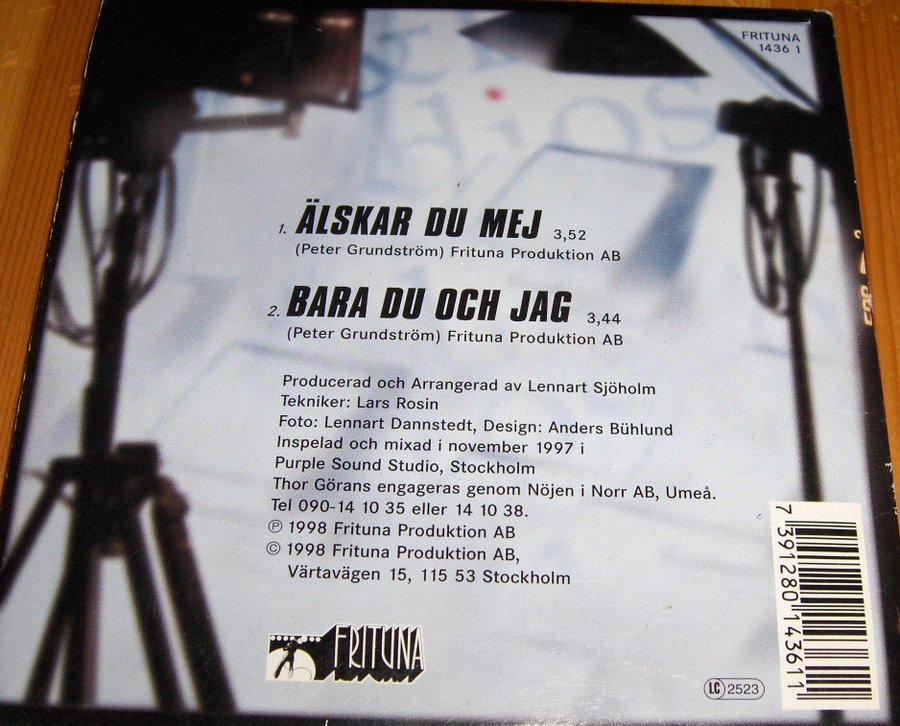 FRITUNA
1436 1
1. ÄLSKAR DU MEJ 3,52
(Peter Grundström) Frituna Produktion AB
2. BARA DU OCH JAG 3,44
(Peter Grundström) Frituna Produktion AB
Producerad och Arrangerad av Lennart Sjöholm
Tekniker: Lars Rosin
Foto: Lennart Dannstedt, Design: Anders Bühlund
Inspelad och mixad i november 1997 i
Purple Sound Studio, Stockholm
Thor Görans engageras genom Nöjen i Norr AB, Umeå.
Tel 090-14 10 35 eller 14 10 38.
℗ 1998 Frituna Produktion AB
© 1998 Frituna Produktion AB,
Värtavägen 15, 115 53 Stockholm
FRITUNA
LC 2523
7 391280 143611